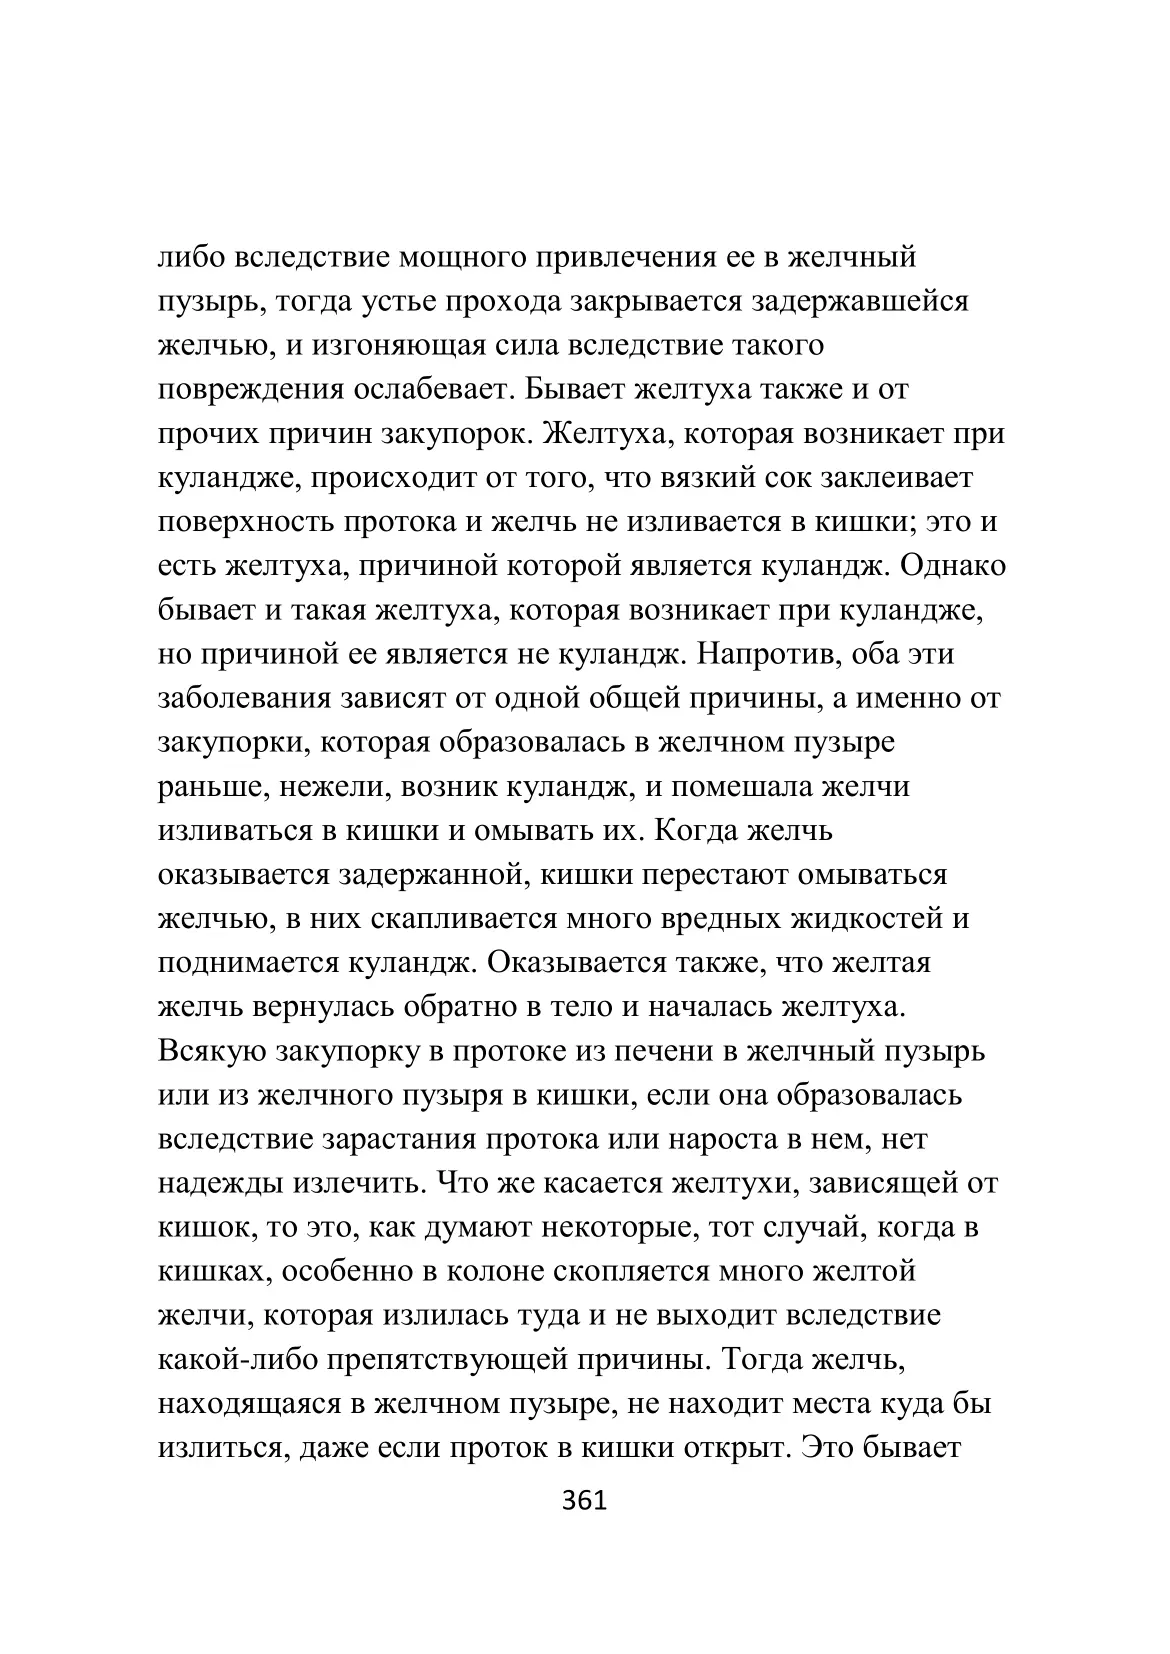 либо вследствие мощного привлечения ее в желчный
пузырь, тогда устье прохода закрывается задержавшейся
желчью, и изгоняющая сила вследствие такого
повреждения ослабевает. Бывает желтуха также и от
прочих причин закупорок. Желтуха, которая возникает при
куландже, происходит от того, что вязкий сок заклеивает
поверхность протока и желчь не изливается в кишки; это и
есть желтуха, причиной которой является куландж. Однако
бывает и такая желтуха, которая возникает при куландже,
но причиной ее является не куландж. Напротив, оба эти
заболевания зависят от одной общей причины, а именно от
закупорки, которая образовалась в желчном пузыре
раньше, нежели, возник куландж, и помешала желчи
изливаться в кишки и омывать их. Когда желчь
оказывается задержанной, кишки перестают омываться
желчью, в них скапливается много вредных жидкостей и
поднимается куландж. Оказывается также, что желтая
желчь вернулась обратно в тело и началась желтуха.
Всякую закупорку в протоке из печени в желчный пузырь
или из желчного пузыря в кишки, если она образовалась
вследствие зарастания протока или нароста в нем, нет
надежды излечить. Что же касается желтухи, зависящей от
кишок, то это, как думают некоторые, тот случай, когда в
кишках, особенно в колоне скопляется много желтой
желчи, которая излилась туда и не выходит вследствие
какой-либо препятствующей причины. Тогда желчь,
находящаяся в желчном пузыре, не находит места куда бы
излиться, даже если проток в кишки открыт. Это бывает
361